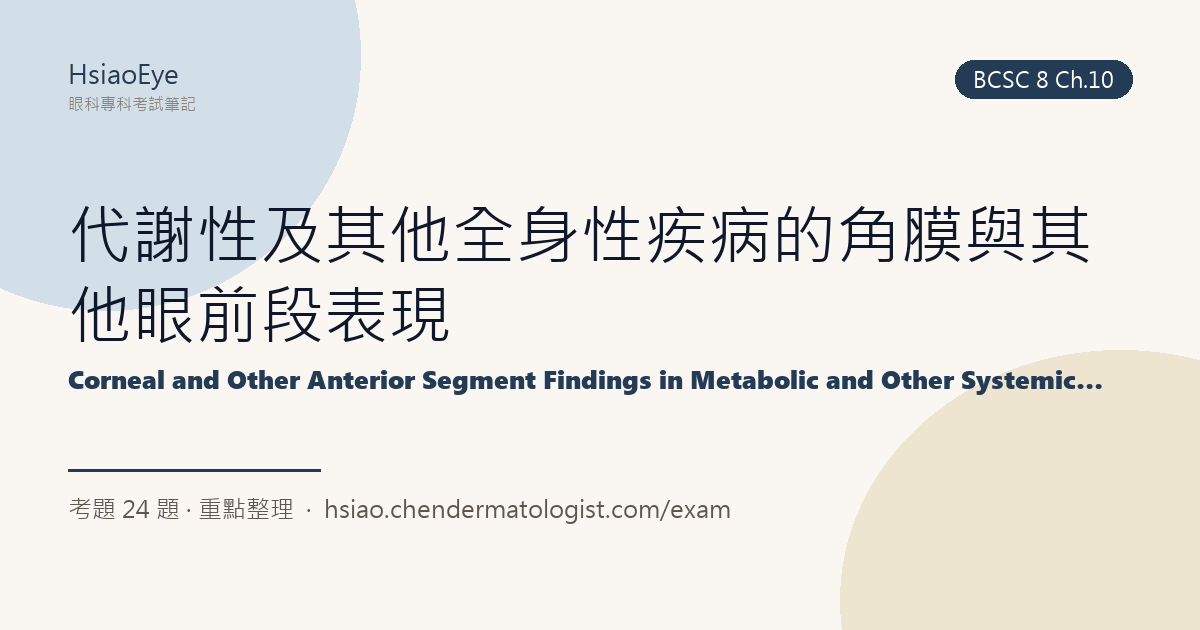 HsiaoEye
眼科專科考試筆記
BCSC 8 Ch.10
代謝性及其他全身性疾病的角膜與其
他眼前段表現
Corneal and Other Anterior Segment Findings in Metabolic and Other Systemic...
考題 24 題 · 重點整理 · hsiao.chendermatologist.com/exam